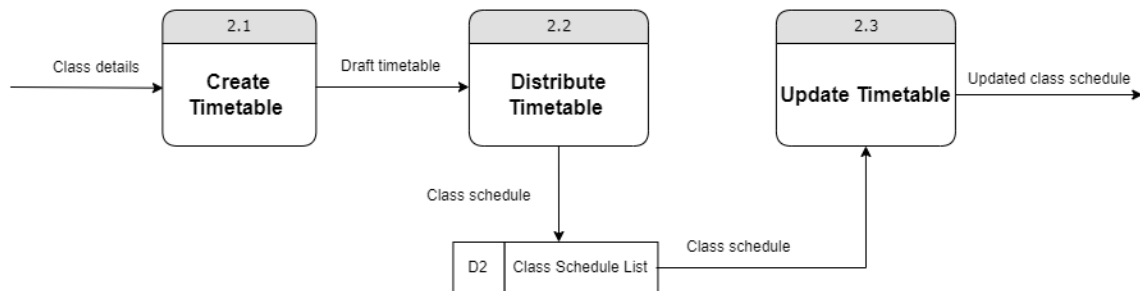 2.1
2.2
2.3
Class details
Create
Timetable
Draft timetable
Distribute
Timetable
Update Timetable
Updated class schedule
Class schedule
D2
Class Schedule List
Class schedule